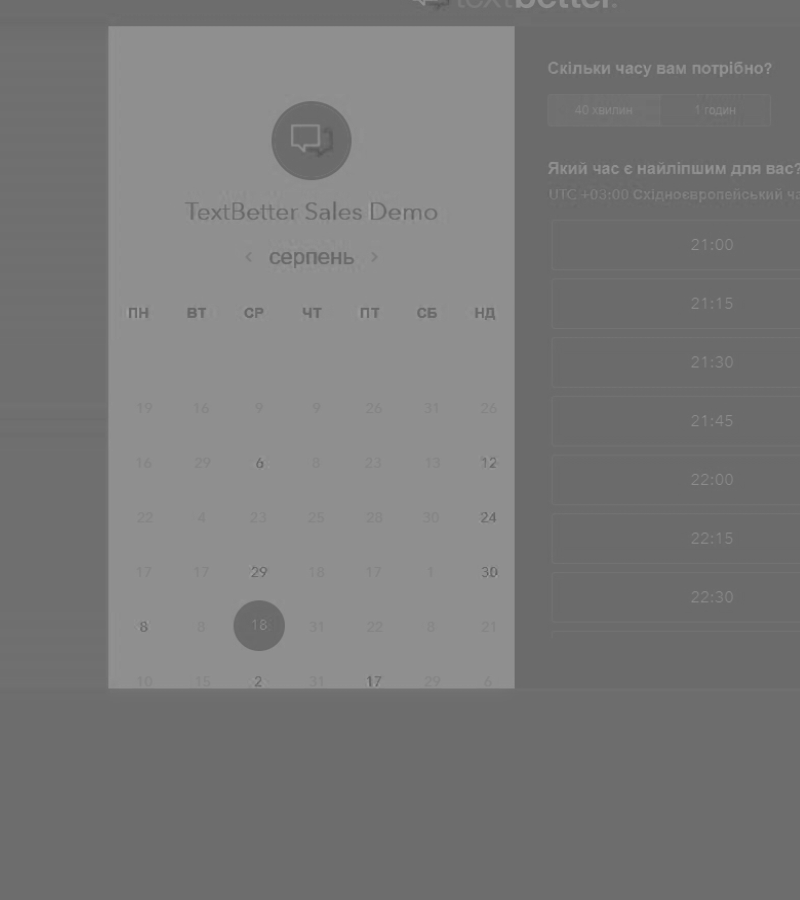 textbetter.
TextBetter Sales Demo
серпень
ПН ВТ СР ЧТ ПТ СБ НД
19 16 9 9 26 31 26
16 29 6 8 23 13 12
22 4 23 25 28 30 24
17 17 29 18 17 1 30
8 8 18 31 22 8 21
10 15 2 31 17 29 6
Скільки часу вам потрібно?
40 хвилин 1 годин
Який час є найліпшим для вас?
UTC +03:00 Східноєвропейський
21:00
21:15
21:30
21:45
22:00
22:15
22:30